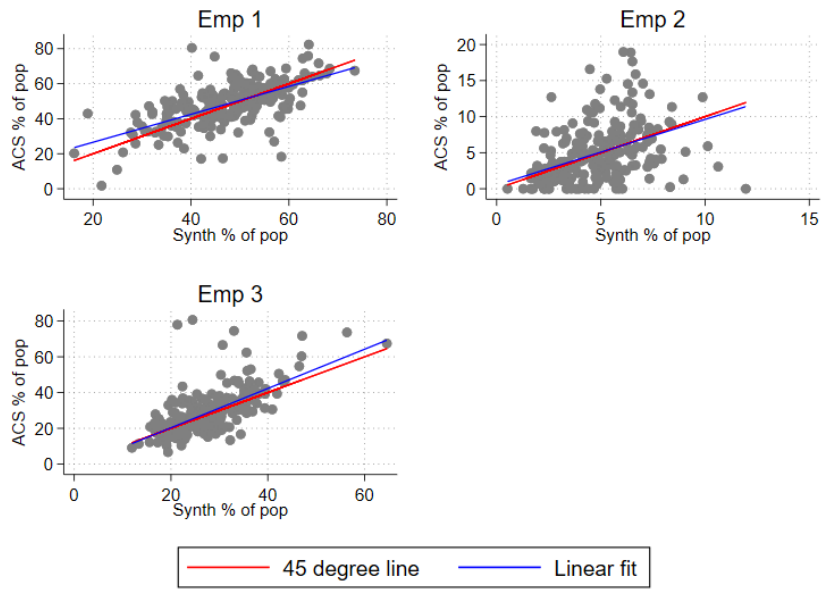 Emp 1
80
60
40
20
0
ACS % of pop
20 40 60 80
Synth % of pop
Emp 2
20
15
10
5
0
ACS % of pop
0 5 10 15
Synth % of pop
Emp 3
80
60
40
20
0
ACS % of pop
0 20 40 60
Synth % of pop
45 degree line Linear fit